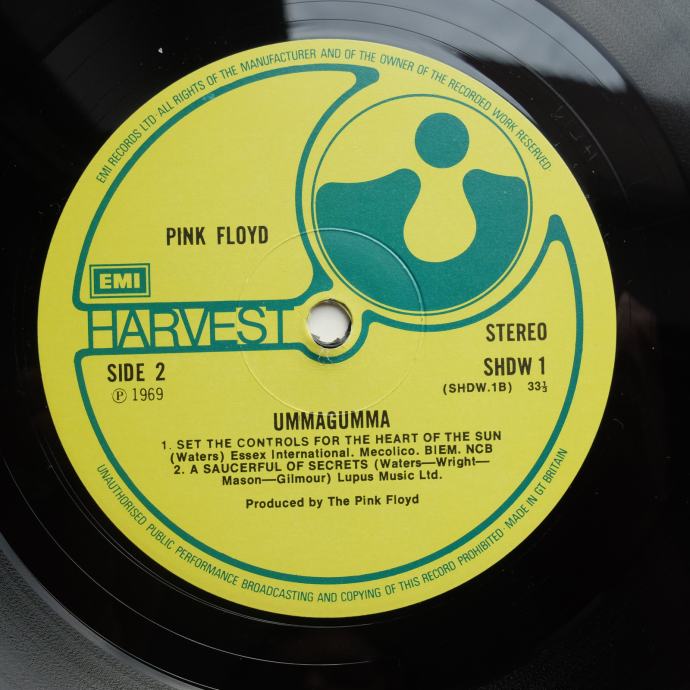 EMI RECORDS LTD·ALL RIGHTS OF THE MANUFACTURER AND OF THE OWNER OF THE RECORDED WORK RESERVED·
PINK FLOYD
EMI
HARVEST
STEREO
SIDE 2
SHDW 1
Ⓟ 1969
(SHDW.1B) 33⅓
UMMAGUMMA
1. SET THE CONTROLS FOR THE HEART OF THE SUN
(Waters) Essex International. Mecolico. BIEM. NCB
2. A SAUCERFUL OF SECRETS (Waters—Wright—
Mason—Gilmour) Lupus Music Ltd.
Produced by The Pink Floyd
UNAUTHORISED PUBLIC PERFORMANCE BROADCASTING AND COPYING OF THIS RECORD PROHIBITED·MADE IN GT BRITAIN